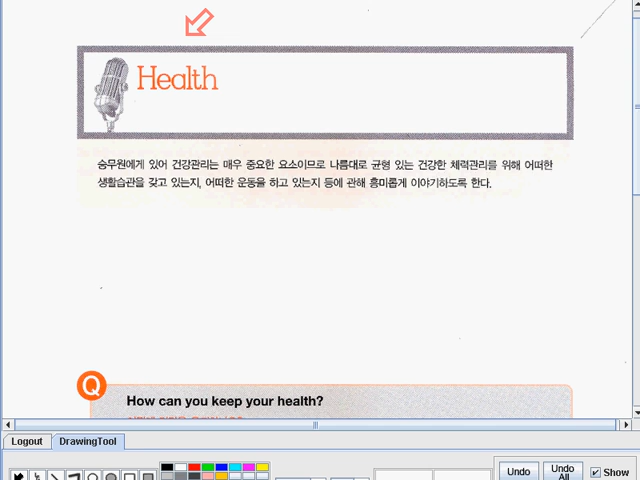 Health
승무원에게 있어 건강관리는 매우 중요한 요소이므로 나름대로 균형 있는 건강한 체력관리를 위해 어떠한
생활습관을 갖고 있는지, 어떠한 운동을 하고 있는지 등에 관해 흥미롭게 이야기하도록 한다.
Q
How can you keep your health?
Logout DrawingTool
Undo Undo All Show